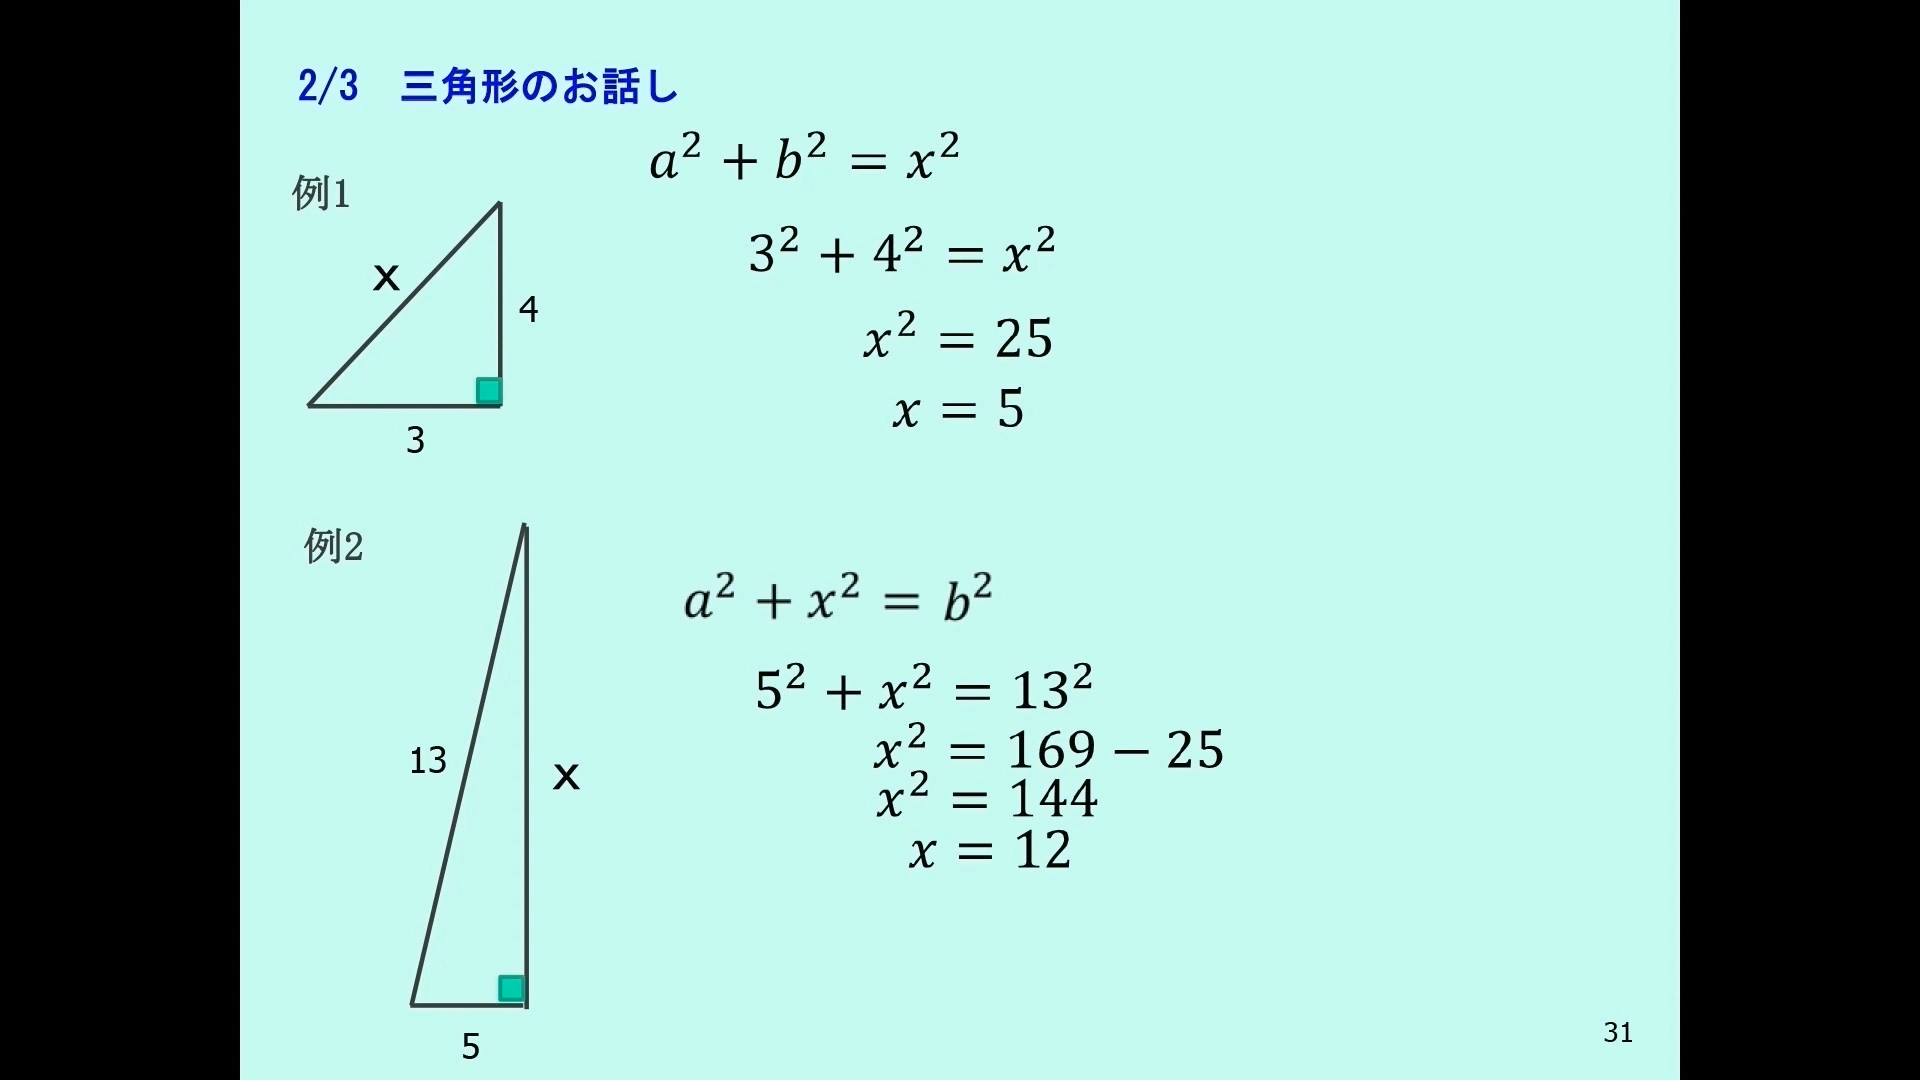 2/3 三角形のお話し
a² + b² = x²
例1
3² + 4² = x²
x
4
x² = 25
x = 5
3
例2
a² + x² = b²
5² + x² = 13²
x² = 169 − 25
13
x
x² = 144
x = 12
5
31